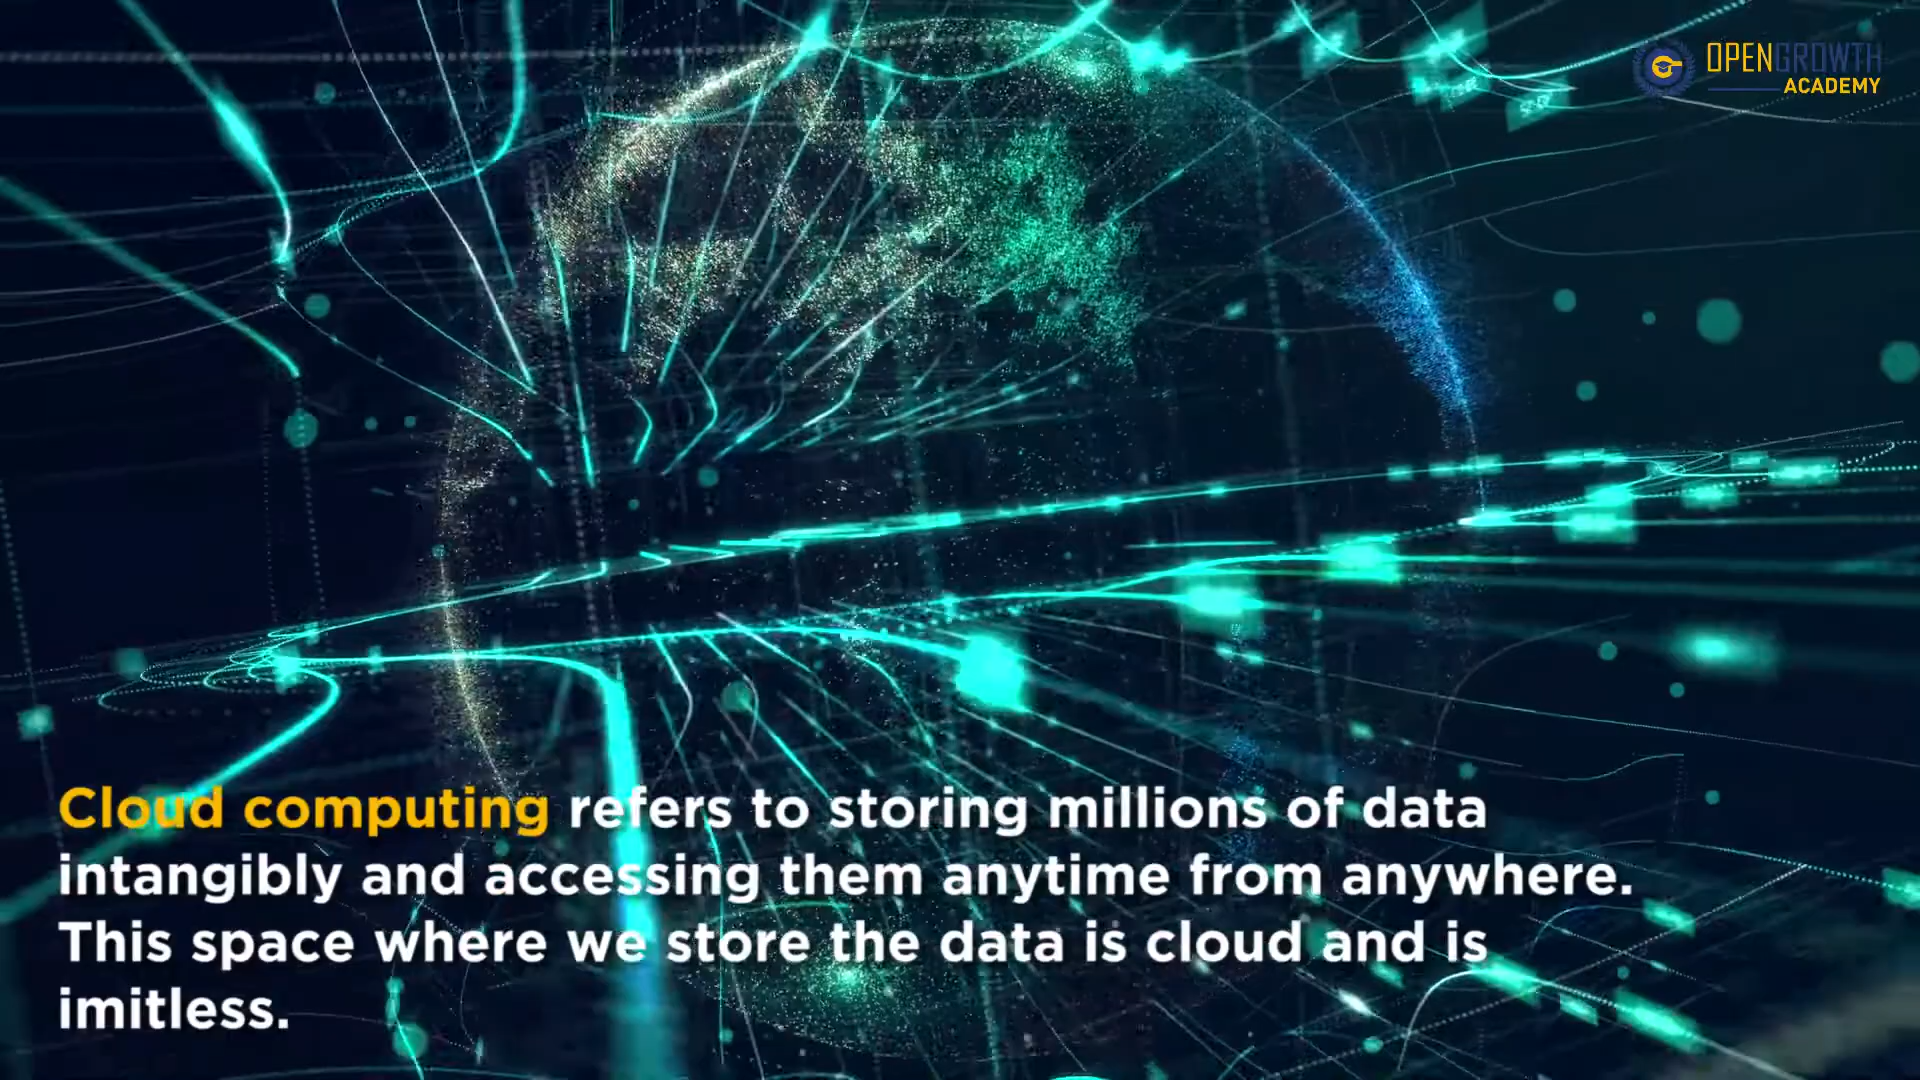 OPENGROWTH
ACADEMY
Cloud computing refers to storing millions of data
intangibly and accessing them anytime from anywhere.
This space where we store the data is cloud and is
imitless.